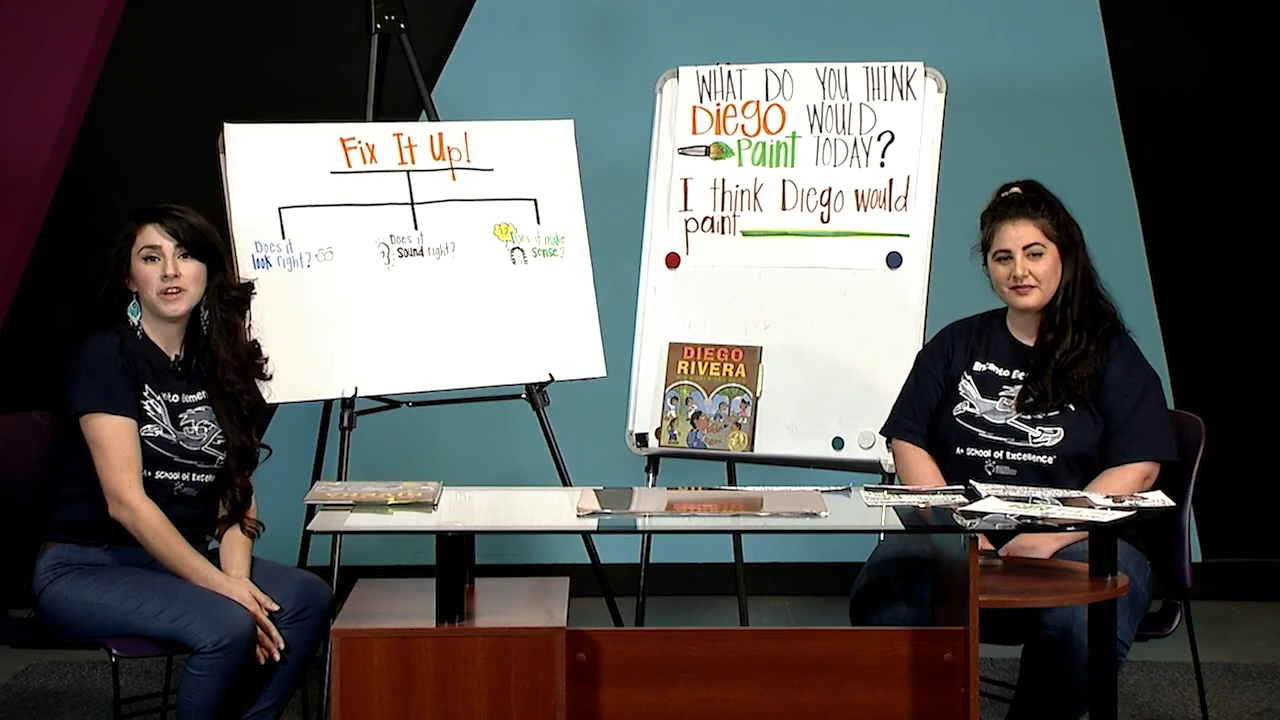 Fix It Up!
Does it
look right?
Does it
sound right?
Does it make
sense?
WHAT DO YOU THINK
DIEGO WOULD
PAINT TODAY?
I think Diego would
paint
DIEGO
RIVERA
A+ SCHOOL OF EXCELLENCE
A+ SCHOOL OF EXCELLENCE